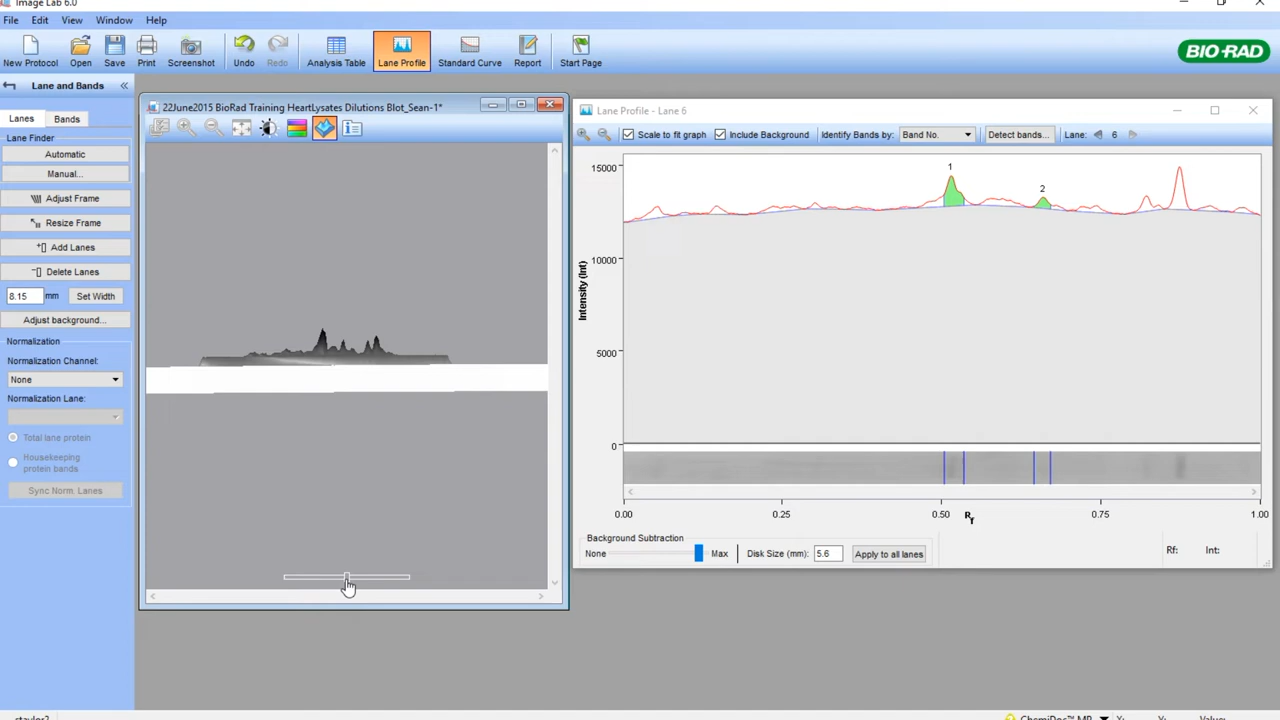 Image Lab 6.0
File Edit View Window Help
New Protocol Open Save Print Screenshot Undo Redo Analysis Table Lane Profile Standard Curve Report Start Page
BIO-RAD
Lane and Bands
Lanes Bands
Lane Finder
Automatic
Manual...
Adjust Frame
Resize Frame
Add Lanes
Delete Lanes
8.15 mm Set Width
Adjust background...
Normalization
Normalization Channel:
None
Normalization Lane:
Total lane protein
Housekeeping
protein bands
Sync Norm. Lanes
22June2015 BioRad Training HeartLysates Dilutions Blot_Sean-1*
Lane Profile - Lane 6
Scale to fit graph Include Background Identify Bands by: Band No. Detect bands... Lane: 6
15000
10000
5000
0
Intensity (Int)
1
2
0.00 0.25 0.50 0.75 1.00
Rf
Background Subtraction
None Max Disk Size (mm): 5.6 Apply to all lanes
Rf: Int:
staylor2
ChemiDoc™ MP X: Y: Value: